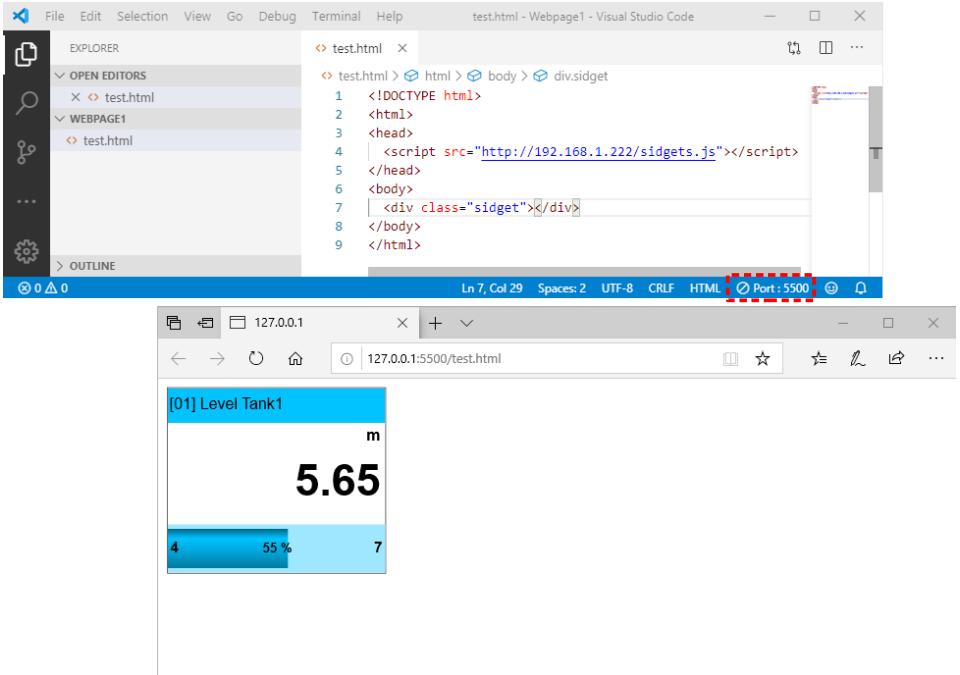 File Edit Selection View Go Debug Terminal Help test.html - Webpage1 - Visual Studio Code
EXPLORER
OPEN EDITORS
test.html
WEBPAGE1
test.html
OUTLINE
test.html
test.html > html > body > div.sidget
1 <!DOCTYPE html>
2 <html>
3 <head>
4 <script src="http://192.168.1.222/sidgets.js"></script>
5 </head>
6 <body>
7 <div class="sidget"></div>
8 </body>
9 </html>
0 0 Ln 7, Col 29 Spaces: 2 UTF-8 CRLF HTML Port : 5500
127.0.0.1
127.0.0.1:5500/test.html
[01] Level Tank1
m
5.65
4 55 % 7